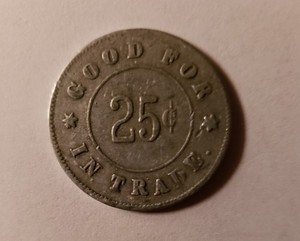 GOOD FOR
25¢
IN TRADE.